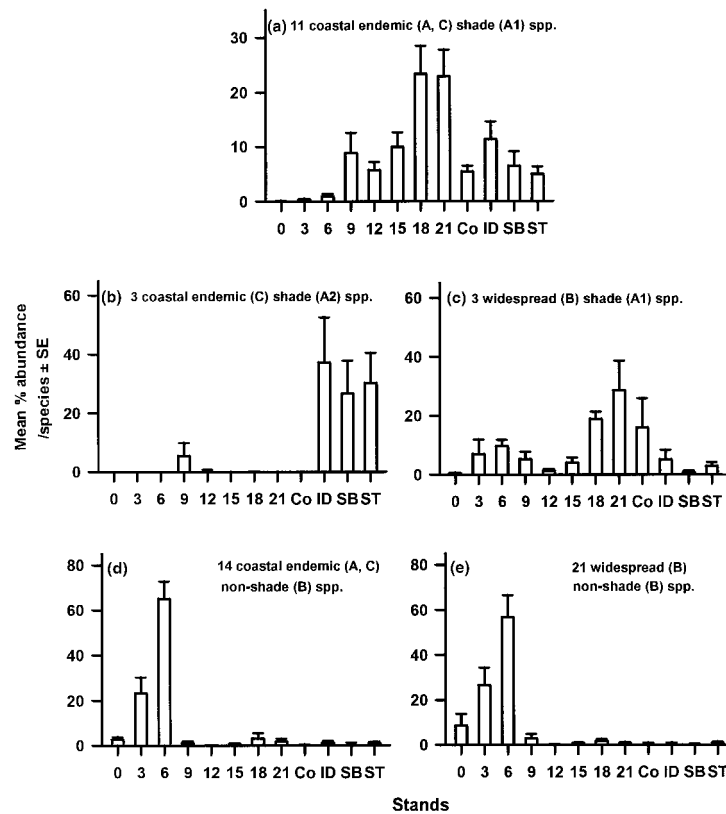 (a) 11 coastal endemic (A, C) shade (A1) spp.
30
20
10
0
0 3 6 9 12 15 18 21 Co ID SB ST
Mean % abundance
/species ± SE
(b) 3 coastal endemic (C) shade (A2) spp.
60
40
20
0
0 3 6 9 12 15 18 21 Co ID SB ST
(c) 3 widespread (B) shade (A1) spp.
60
40
20
0
0 3 6 9 12 15 18 21 Co ID SB ST
(d) 14 coastal endemic (A, C)
non-shade (B) spp.
80
60
40
20
0
0 3 6 9 12 15 18 21 Co ID SB ST
(e) 21 widespread (B)
non-shade (B) spp.
80
60
40
20
0
0 3 6 9 12 15 18 21 Co ID SB ST
Stands